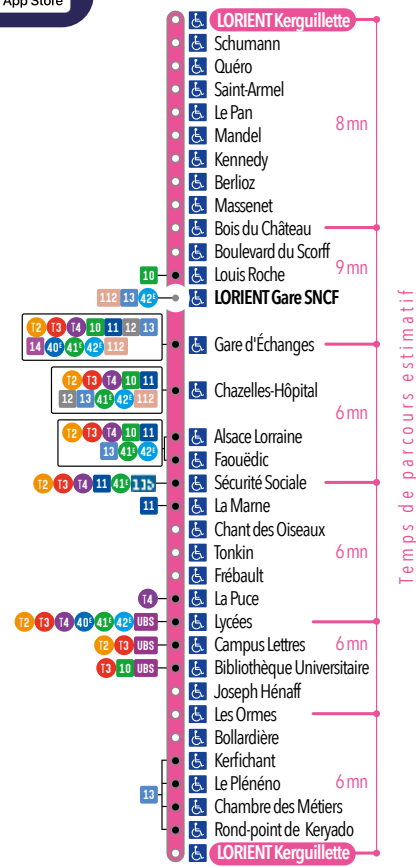 App Store
LORIENT Kerguillette
Schumann
Quéro
Saint-Armel
Le Pan
8 mn
Mandel
Kennedy
Berlioz
Massenet
Bois du Château
Boulevard du Scorff
9 mn
10 Louis Roche
112 13 42E LORIENT Gare SNCF
T2 T3 T4 10 11 12 13
14 40E 41E 42E 112
Gare d'Échanges
T2 T3 T4 10 11
12 13 41E 42E 112
Chazelles-Hôpital
6 mn
T2 T3 T4 10 11
13 41E 42E
Alsace Lorraine
Faouëdic
T2 T3 T4 11 41E Sécurité Sociale
11 La Marne
Chant des Oiseaux
Tonkin
6 mn
Frébault
T4 La Puce
T2 T3 T4 40E 41E 42E UBS Lycées
T2 T3 UBS Campus Lettres
6 mn
T3 10 UBS Bibliothèque Universitaire
Joseph Hénaff
Les Ormes
Bollardière
Kerfichant
Le Plénéno
6 mn
13 Chambre des Métiers
Rond-point de Keryado
LORIENT Kerguillette
Temps de parcours estimatif